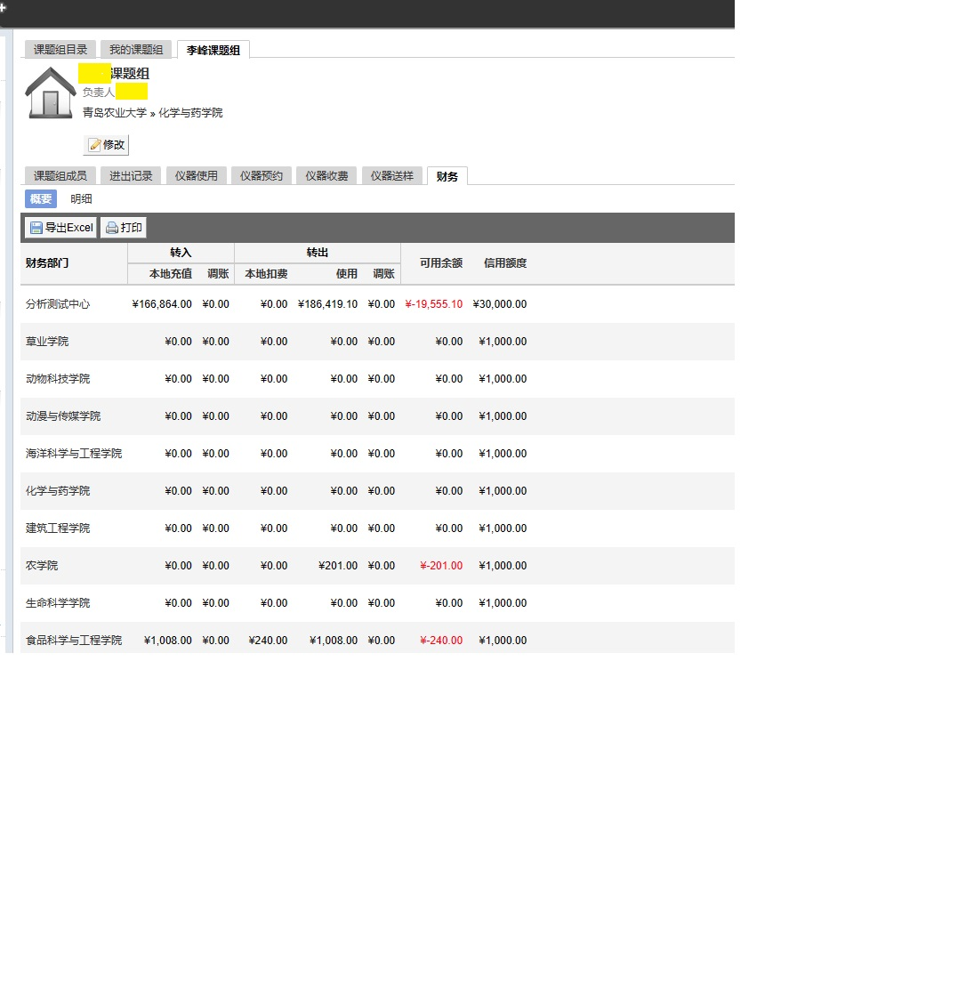 课题组目录 我的课题组 李峰课题组
课题组
负责人
青岛农业大学 » 化学与药学院
修改
课题组成员 进出记录 仪器使用 仪器预约 仪器收费 仪器送样 财务
概要 明细
导出Excel 打印
财务部门 转入 转出 可用余额 信用额度
本地充值 调账 本地扣费 使用 调账
分析测试中心 ¥166,864.00 ¥0.00 ¥0.00 ¥186,419.10 ¥0.00 ¥-19,555.10 ¥30,000.00
草业学院 ¥0.00 ¥0.00 ¥0.00 ¥0.00 ¥0.00 ¥0.00 ¥1,000.00
动物科技学院 ¥0.00 ¥0.00 ¥0.00 ¥0.00 ¥0.00 ¥0.00 ¥1,000.00
动漫与传媒学院 ¥0.00 ¥0.00 ¥0.00 ¥0.00 ¥0.00 ¥0.00 ¥1,000.00
海洋科学与工程学院 ¥0.00 ¥0.00 ¥0.00 ¥0.00 ¥0.00 ¥0.00 ¥1,000.00
化学与药学院 ¥0.00 ¥0.00 ¥0.00 ¥0.00 ¥0.00 ¥0.00 ¥1,000.00
建筑工程学院 ¥0.00 ¥0.00 ¥0.00 ¥0.00 ¥0.00 ¥0.00 ¥1,000.00
农学院 ¥0.00 ¥0.00 ¥0.00 ¥201.00 ¥0.00 ¥-201.00 ¥1,000.00
生命科学学院 ¥0.00 ¥0.00 ¥0.00 ¥0.00 ¥0.00 ¥0.00 ¥1,000.00
食品科学与工程学院 ¥1,008.00 ¥0.00 ¥240.00 ¥1,008.00 ¥0.00 ¥-240.00 ¥1,000.00